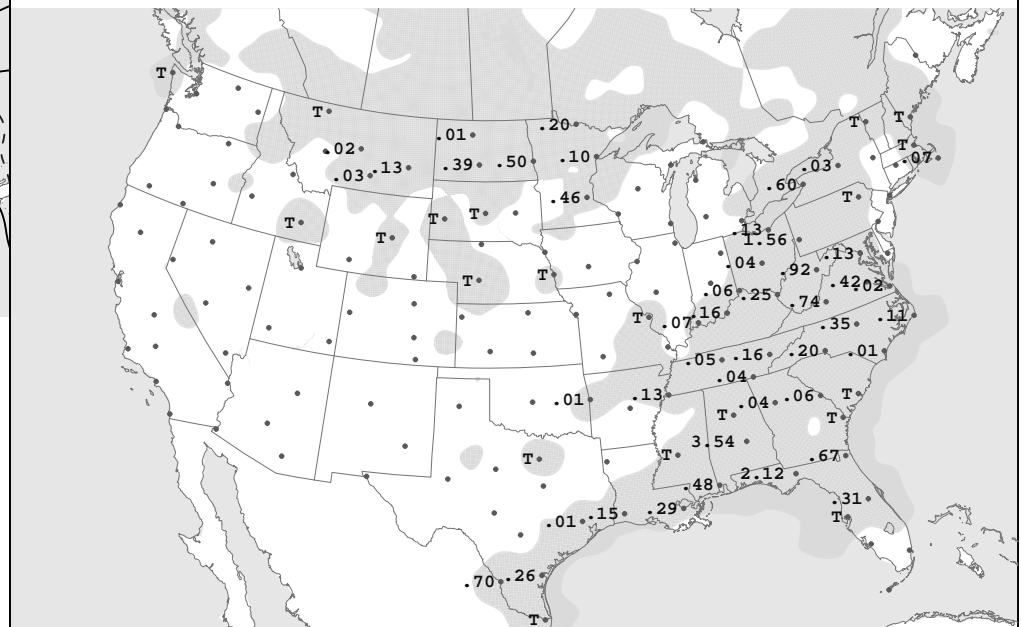 T
T
.20
T
T
.01
.02
.39
.50
.10
T
.07
.03
.13
.03
.60
.46
T
T
T
T
.13
1.56
T
.13
.04
.92
T
T
.42
.02
.06
.25
.74
.16
.11
T
.07
.35
.05
.16
.20
.01
.04
.01
.13
.04
.06
T
T
T
3.54
T
T
.67
2.12
.48
.31
.01
.15
.29
T
.70
.26
T